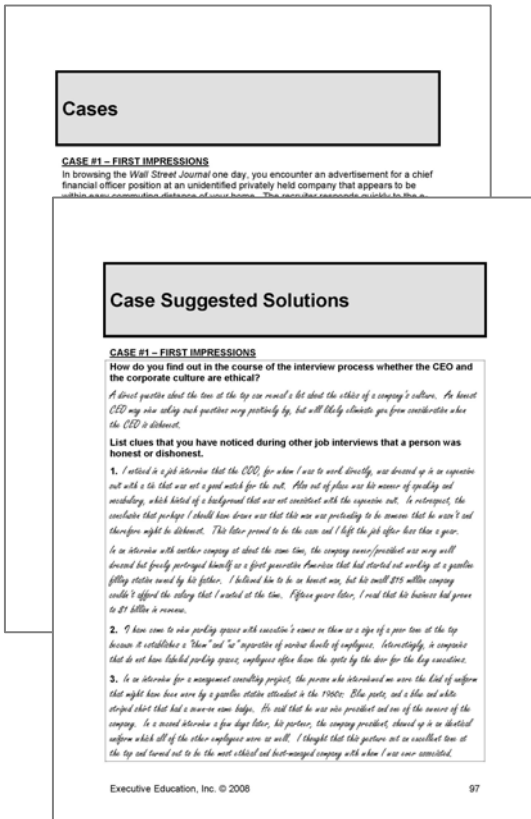 Cases
CASE #1 – FIRST IMPRESSIONS
In browsing the Wall Street Journal one day, you encounter an advertisement for a chief
financial officer position at an unidentified privately held company that appears to be
within easy commuting distance of your home. The recruiter responds quickly to the e-
Case Suggested Solutions
CASE #1 – FIRST IMPRESSIONS
How do you find out in the course of the interview process whether the CEO and
the corporate culture are ethical?
A direct question about the tone at the top can reveal a lot about the ethics of a company's culture. An honest
CEO may view asking such questions very positively by, but will likely eliminate you from consideration when
the CEO is dishonest.
List clues that you have noticed during other job interviews that a person was
honest or dishonest.
1. I noticed in a job interview that the COO, for whom I was to work directly, was dressed up in an expensive
suit with a tie that was not a good match for the suit. Also out of place was his manner of speaking and
vocabulary, which hinted of a background that was not consistent with the expensive suit. In retrospect, the
conclusion that perhaps I should have drawn was that this man was pretending to be someone that he wasn't and
therefore might be dishonest. This later proved to be the case and I left the job after less than a year.
In an interview with another company at about the same time, the company owner/president was very well
dressed but freely portrayed himself as a first generation American that had started out working at a gasoline
filling station owned by his father. I believed him to be an honest man, but his small $15 million company
couldn't afford the salary that I wanted at the time. Fifteen years later, I read that his business had grown
to $1 billion in revenue.
2. I have come to view parking spaces with executive's names on them as a sign of a poor tone at the top
because it establishes a "them" and "us" separation of various levels of employees. Interestingly, in companies
that do not have labeled parking spaces, employees often leave the spots by the door for the key executives.
3. In an interview for a management consulting project, the person who interviewed me wore the kind of uniform
that might have been worn by a gasoline station attendant in the 1960s: Blue pants, and a blue and white
striped shirt that had a sewn-on name badge. He said that he was vice president and one of the owners of the
company. In a second interview a few days later, his partner, the company president, showed up in an identical
uniform which all of the other employees wore as well. I thought that this gesture set an excellent tone at
the top and turned out to be the most ethical and best-managed company with whom I was ever associated.
Executive Education, Inc. © 2008 97